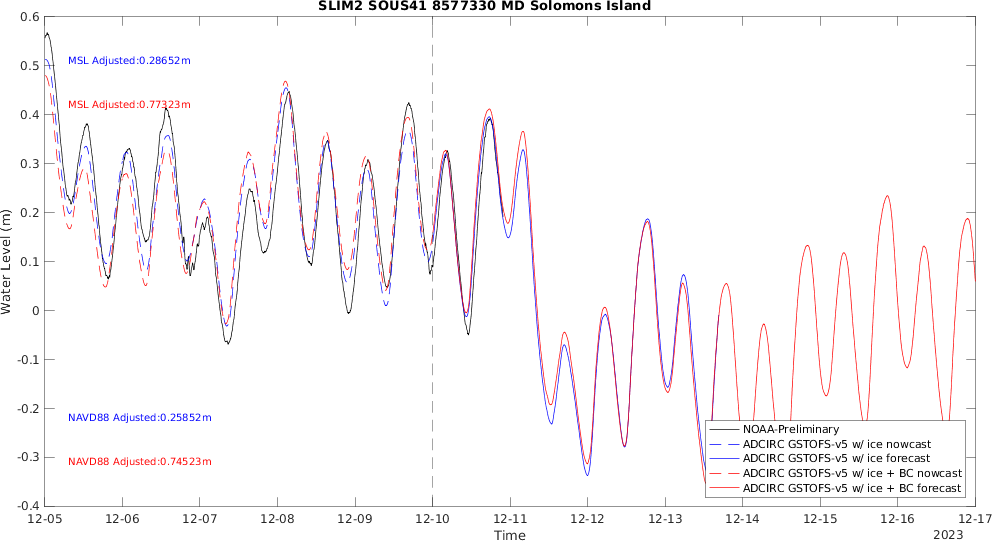 SLIM2 SOUS41 8577330 MD Solomons Island
0.6
0.5
0.4
0.3
0.2
0.1
0
-0.1
-0.2
-0.3
-0.4
Water Level (m)
MSL Adjusted:0.28652m
MSL Adjusted:0.77323m
NAVD88 Adjusted:0.25852m
NAVD88 Adjusted:0.74523m
NOAA-Preliminary
ADCIRC GSTOFS-v5 w/ ice nowcast
ADCIRC GSTOFS-v5 w/ ice forecast
ADCIRC GSTOFS-v5 w/ ice + BC nowcast
ADCIRC GSTOFS-v5 w/ ice + BC forecast
12-05 12-06 12-07 12-08 12-09 12-10 12-11 12-12 12-13 12-14 12-15 12-16 12-17
Time
2023